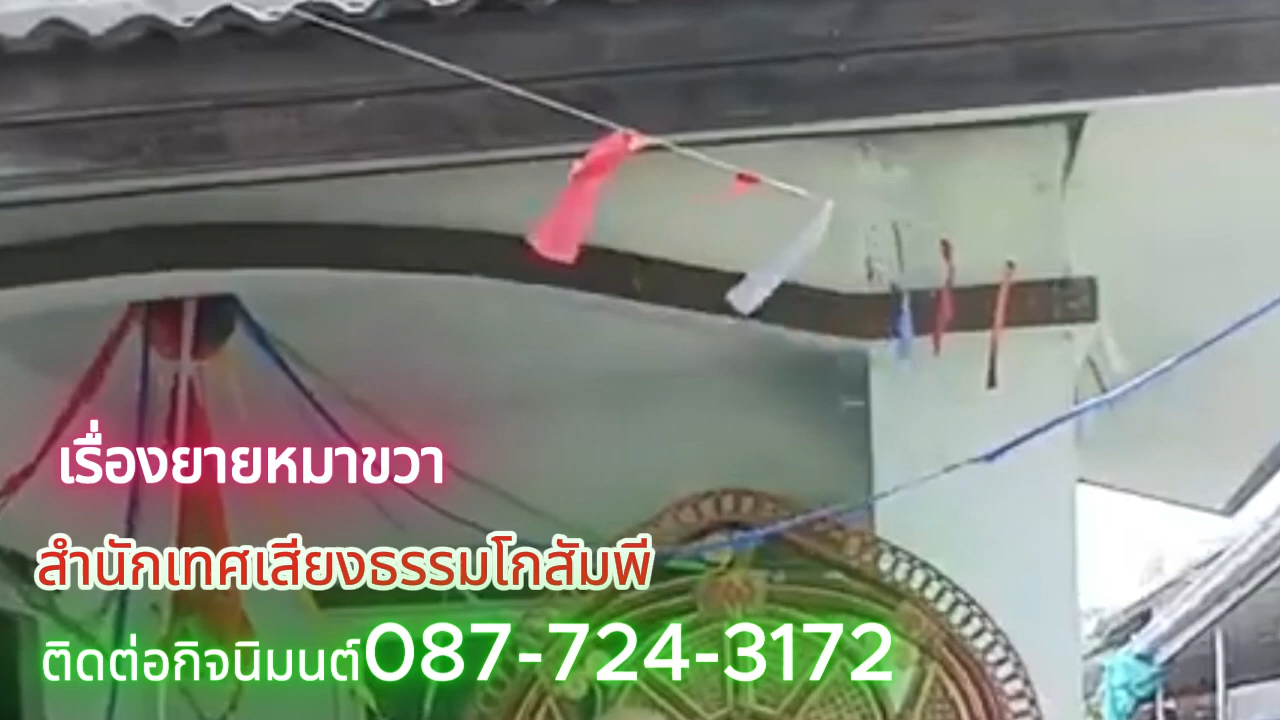 เรื่องยายหมาขวา
สำนักเทศเสียงธรรมโกสัมพี
ติดต่อกิจนิมนต์087-724-3172